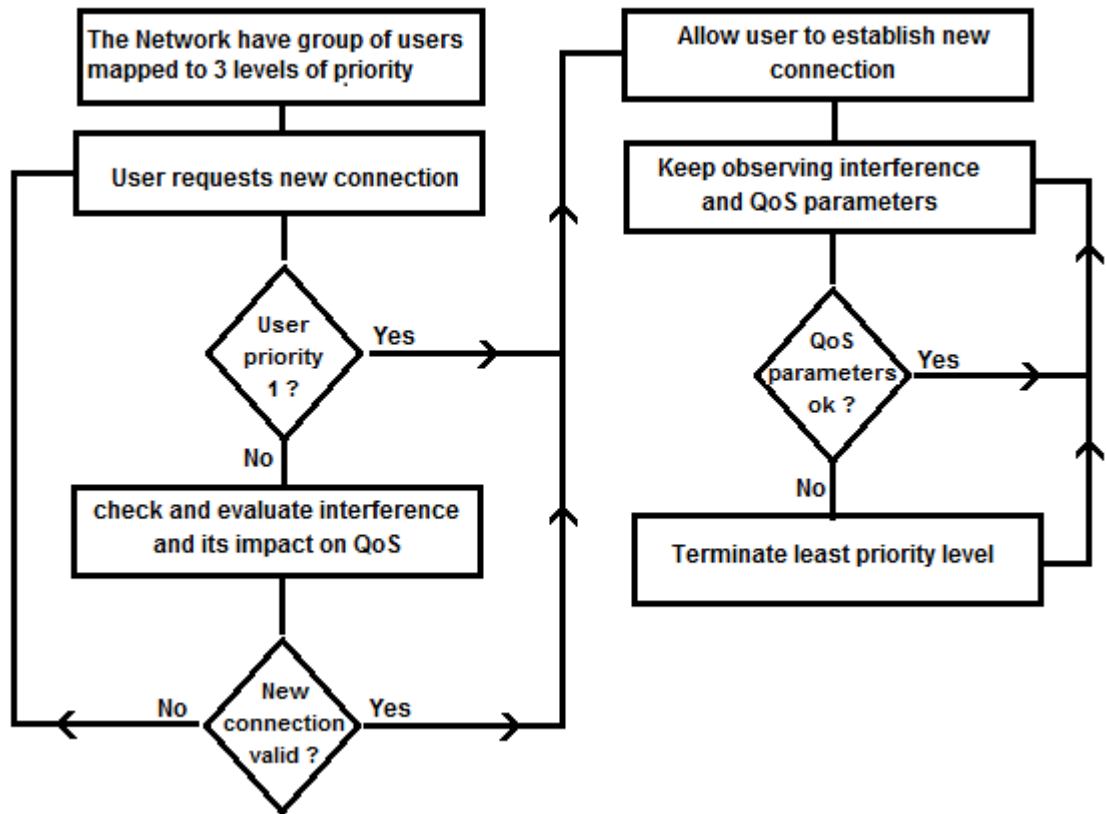 The Network have group of users
mapped to 3 levels of priority
User requests new connection
User
priority
1 ?
Yes
No
check and evaluate interference
and its impact on QoS
New
connection
valid ?
No
Yes
Allow user to establish new
connection
Keep observing interference
and QoS parameters
QoS
parameters
ok ?
Yes
No
Terminate least priority level